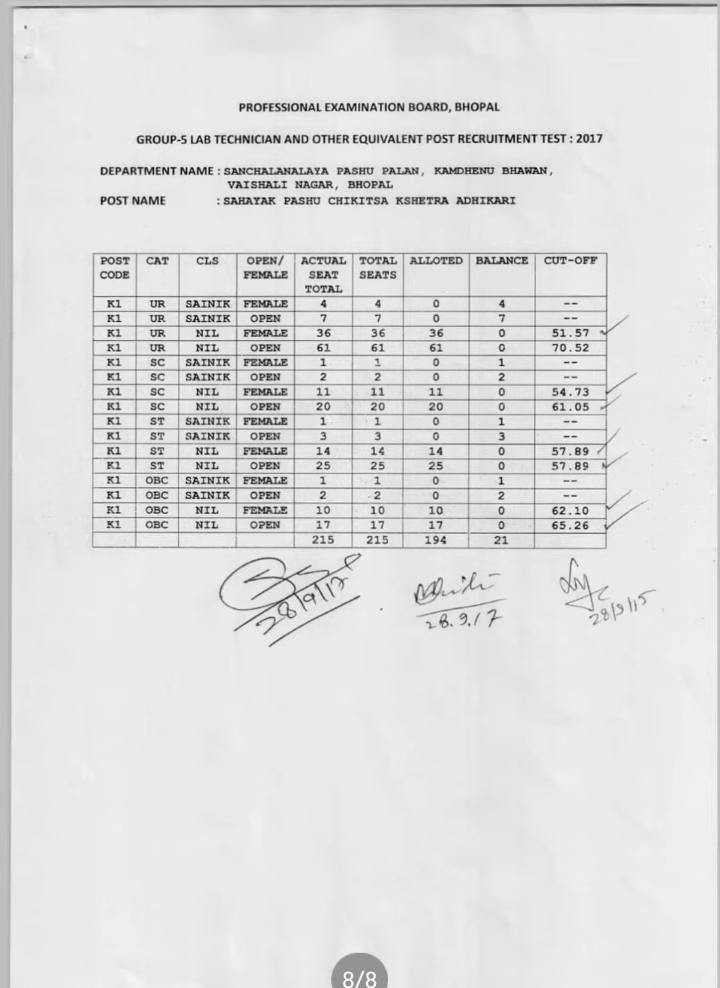 PROFESSIONAL EXAMINATION BOARD, BHOPAL
GROUP-5 LAB TECHNICIAN AND OTHER EQUIVALENT POST RECRUITMENT TEST : 2017
DEPARTMENT NAME : SANCHALANALAYA PASHU PALAN, KAMDHENU BHAWAN,
VAISHALI NAGAR, BHOPAL
POST NAME : SAHAYAK PASHU CHIKITSA KSHETRA ADHIKARI
POST CODE CAT CLS OPEN/ FEMALE ACTUAL SEAT TOTAL TOTAL SEATS ALLOTED BALANCE CUT-OFF
K1 UR SAINIK FEMALE 4 4 0 4 --
K1 UR SAINIK OPEN 7 7 0 7 --
K1 UR NIL FEMALE 36 36 36 0 51.57
K1 UR NIL OPEN 61 61 61 0 70.52
K1 SC SAINIK FEMALE 1 1 0 1 --
K1 SC SAINIK OPEN 2 2 0 2 --
K1 SC NIL FEMALE 11 11 11 0 54.73
K1 SC NIL OPEN 20 20 20 0 61.05
K1 ST SAINIK FEMALE 1 1 0 1 --
K1 ST SAINIK OPEN 3 3 0 3 --
K1 ST NIL FEMALE 14 14 14 0 57.89
K1 ST NIL OPEN 25 25 25 0 57.89
K1 OBC SAINIK FEMALE 1 1 0 1 --
K1 OBC SAINIK OPEN 2 2 0 2 --
K1 OBC NIL FEMALE 10 10 10 0 62.10
K1 OBC NIL OPEN 17 17 17 0 65.26
215 215 194 21
28/9/17 28.9.17 28/9/15
8/8